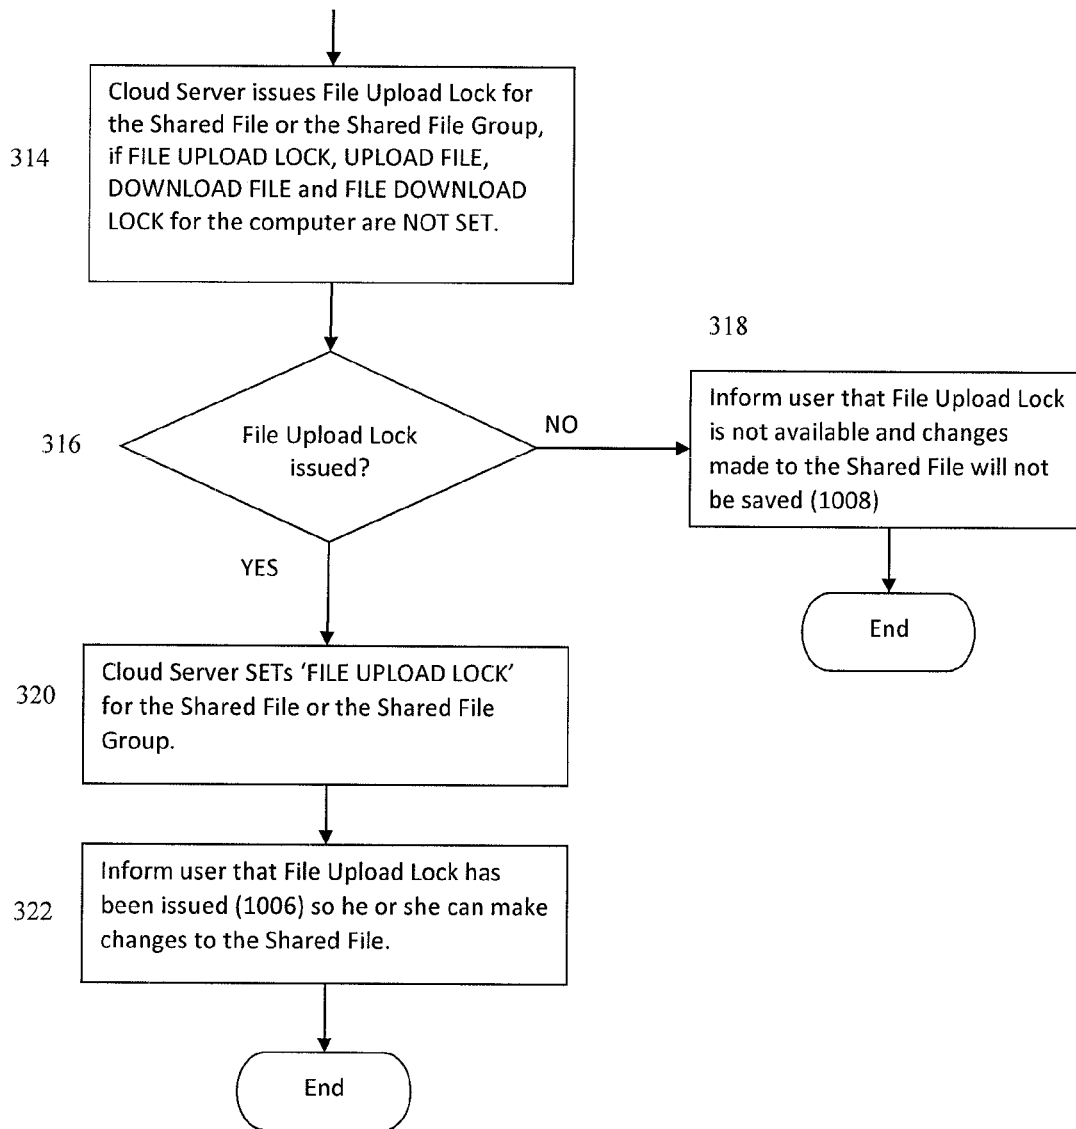 314
Cloud Server issues File Upload Lock for
the Shared File or the Shared File Group,
if FILE UPLOAD LOCK, UPLOAD FILE,
DOWNLOAD FILE and FILE DOWNLOAD
LOCK for the computer are NOT SET.
316
File Upload Lock
issued?
NO
318
Inform user that File Upload Lock
is not available and changes
made to the Shared File will not
be saved (1008)
End
YES
320
Cloud Server SETs ‘FILE UPLOAD LOCK’
for the Shared File or the Shared File
Group.
322
Inform user that File Upload Lock has
been issued (1006) so he or she can make
changes to the Shared File.
End